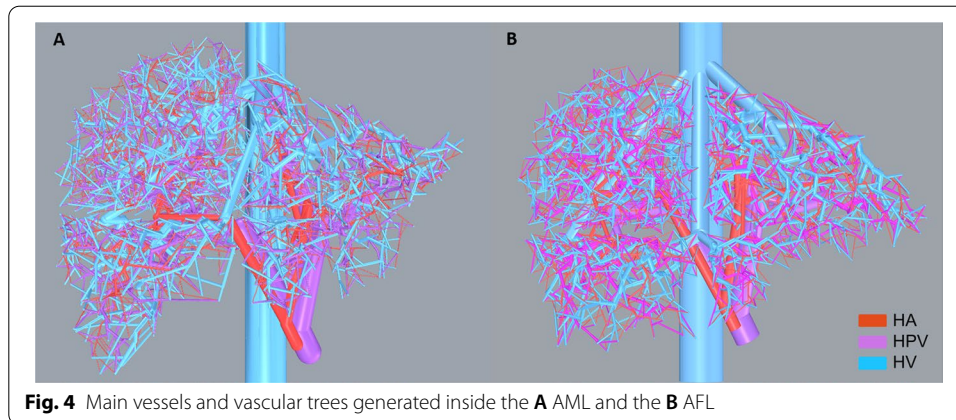 A
B
HA
HPV
HV
Fig. 4 Main vessels and vascular trees generated inside the A AML and the B AFL